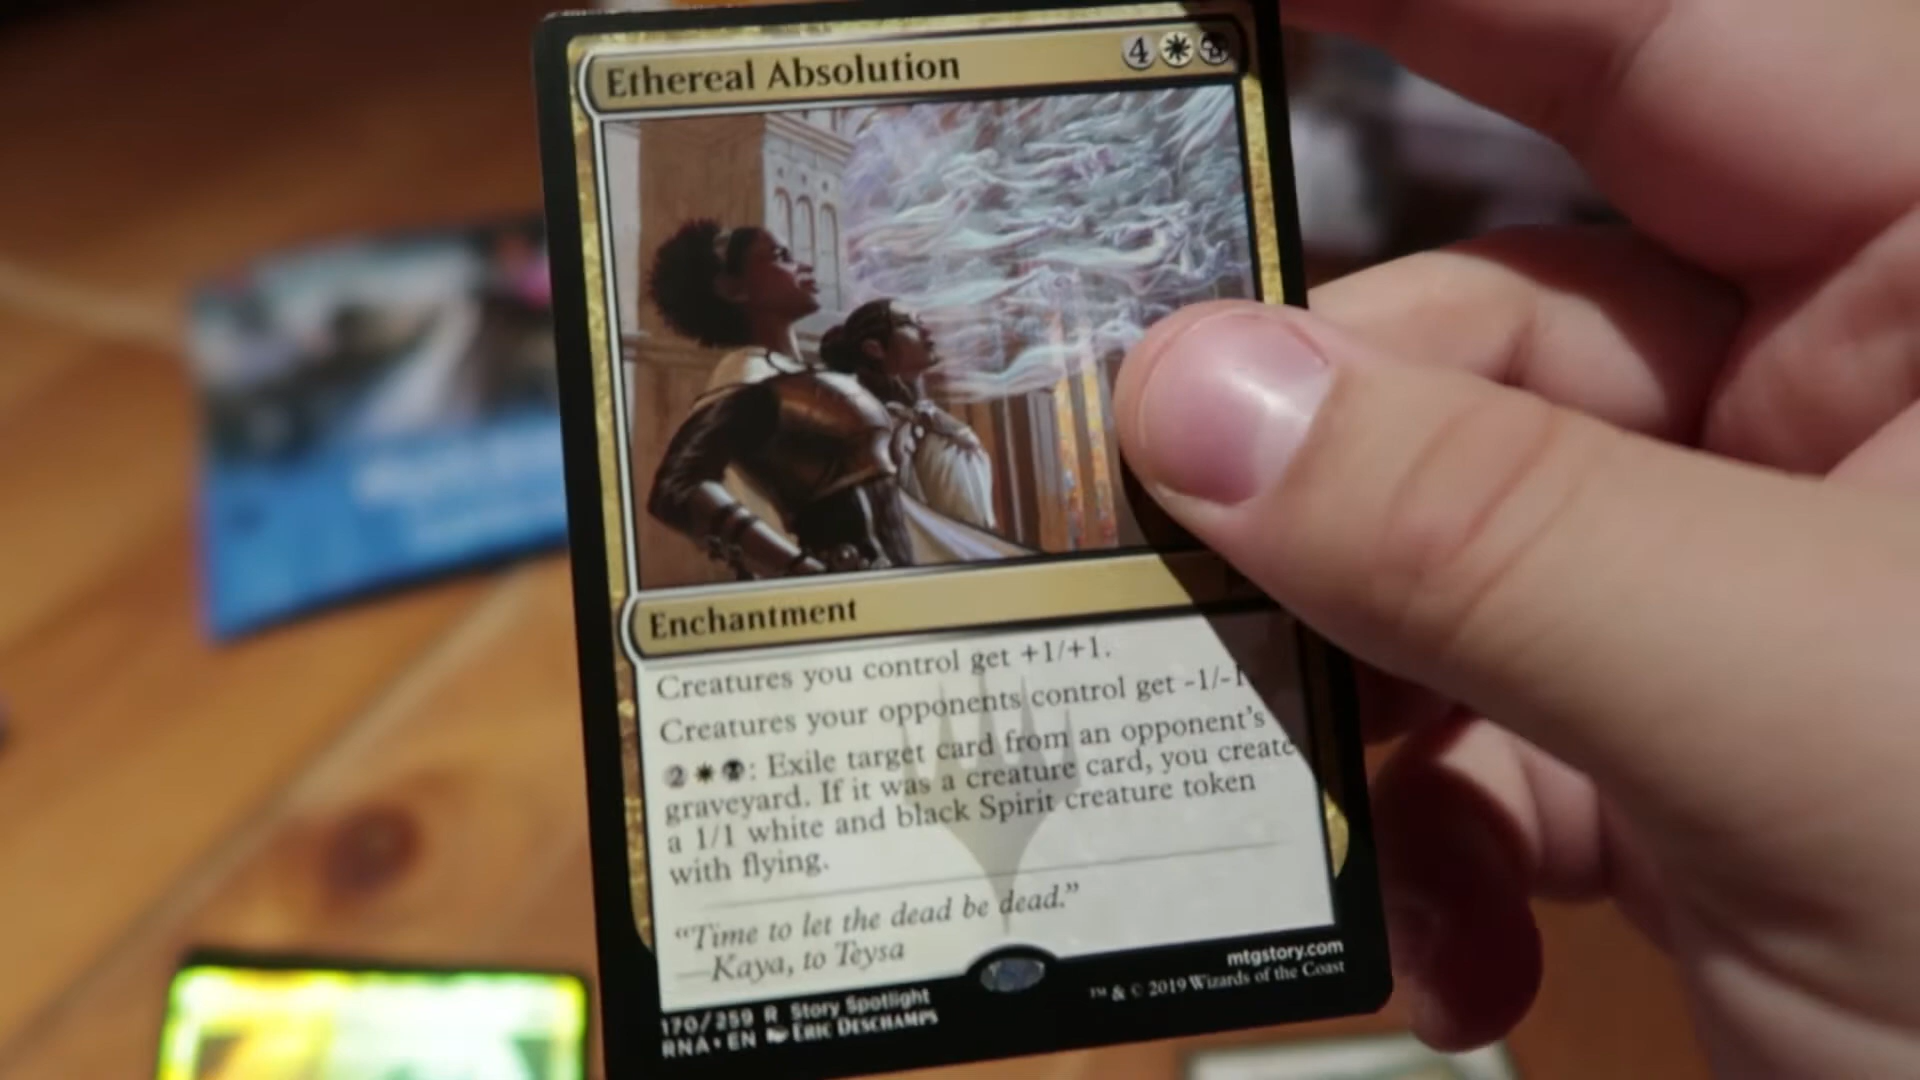 Ethereal Absolution 4
Enchantment
Creatures you control get +1/+1.
Creatures your opponents control get -1/-1
2 : Exile target card from an opponent's
graveyard. If it was a creature card, you create
a 1/1 white and black Spirit creature token
with flying.
"Time to let the dead be dead."
—Kaya, to Teysa
mtgstory.com
170/259 R Story Spotlight
RNA • EN ERIC DESCHAMPS
™ & © 2019 Wizards of the Coast